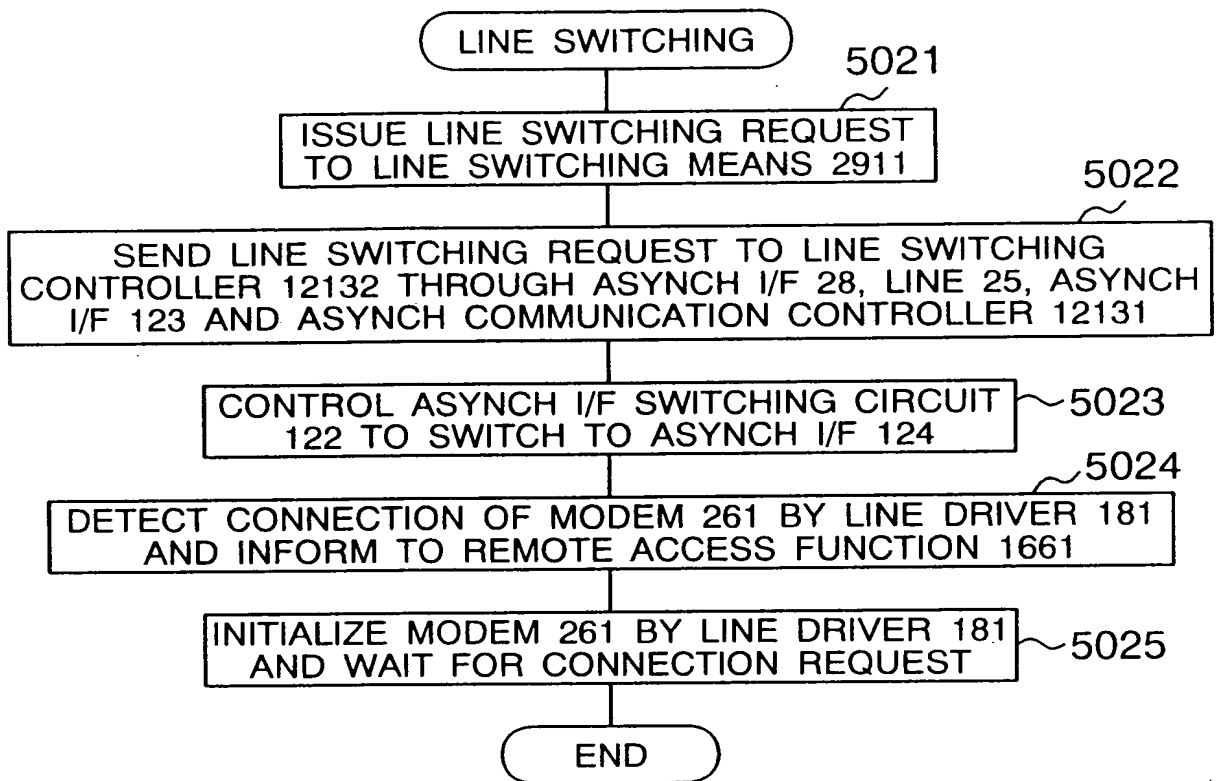 LINE SWITCHING
5021
ISSUE LINE SWITCHING REQUEST
TO LINE SWITCHING MEANS 2911
5022
SEND LINE SWITCHING REQUEST TO LINE SWITCHING
CONTROLLER 12132 THROUGH ASYNCH I/F 28, LINE 25, ASYNCH
I/F 123 AND ASYNCH COMMUNICATION CONTROLLER 12131
CONTROL ASYNCH I/F SWITCHING CIRCUIT
122 TO SWITCH TO ASYNCH I/F 124
5023
5024
DETECT CONNECTION OF MODEM 261 BY LINE DRIVER 181
AND INFORM TO REMOTE ACCESS FUNCTION 1661
INITIALIZE MODEM 261 BY LINE DRIVER 181
AND WAIT FOR CONNECTION REQUEST
5025
END